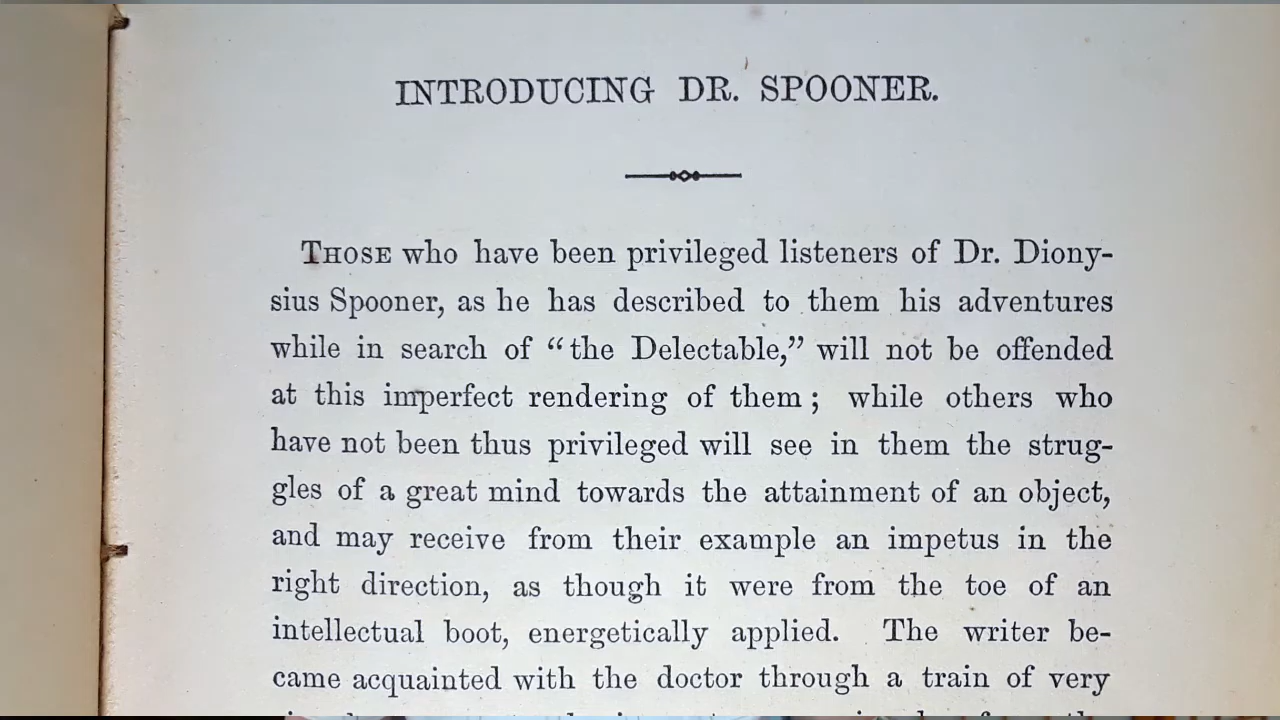 INTRODUCING DR. SPOONER.
THOSE who have been privileged listeners of Dr. Diony-
sius Spooner, as he has described to them his adventures
while in search of “the Delectable,” will not be offended
at this imperfect rendering of them; while others who
have not been thus privileged will see in them the strug-
gles of a great mind towards the attainment of an object,
and may receive from their example an impetus in the
right direction, as though it were from the toe of an
intellectual boot, energetically applied. The writer be-
came acquainted with the doctor through a train of very